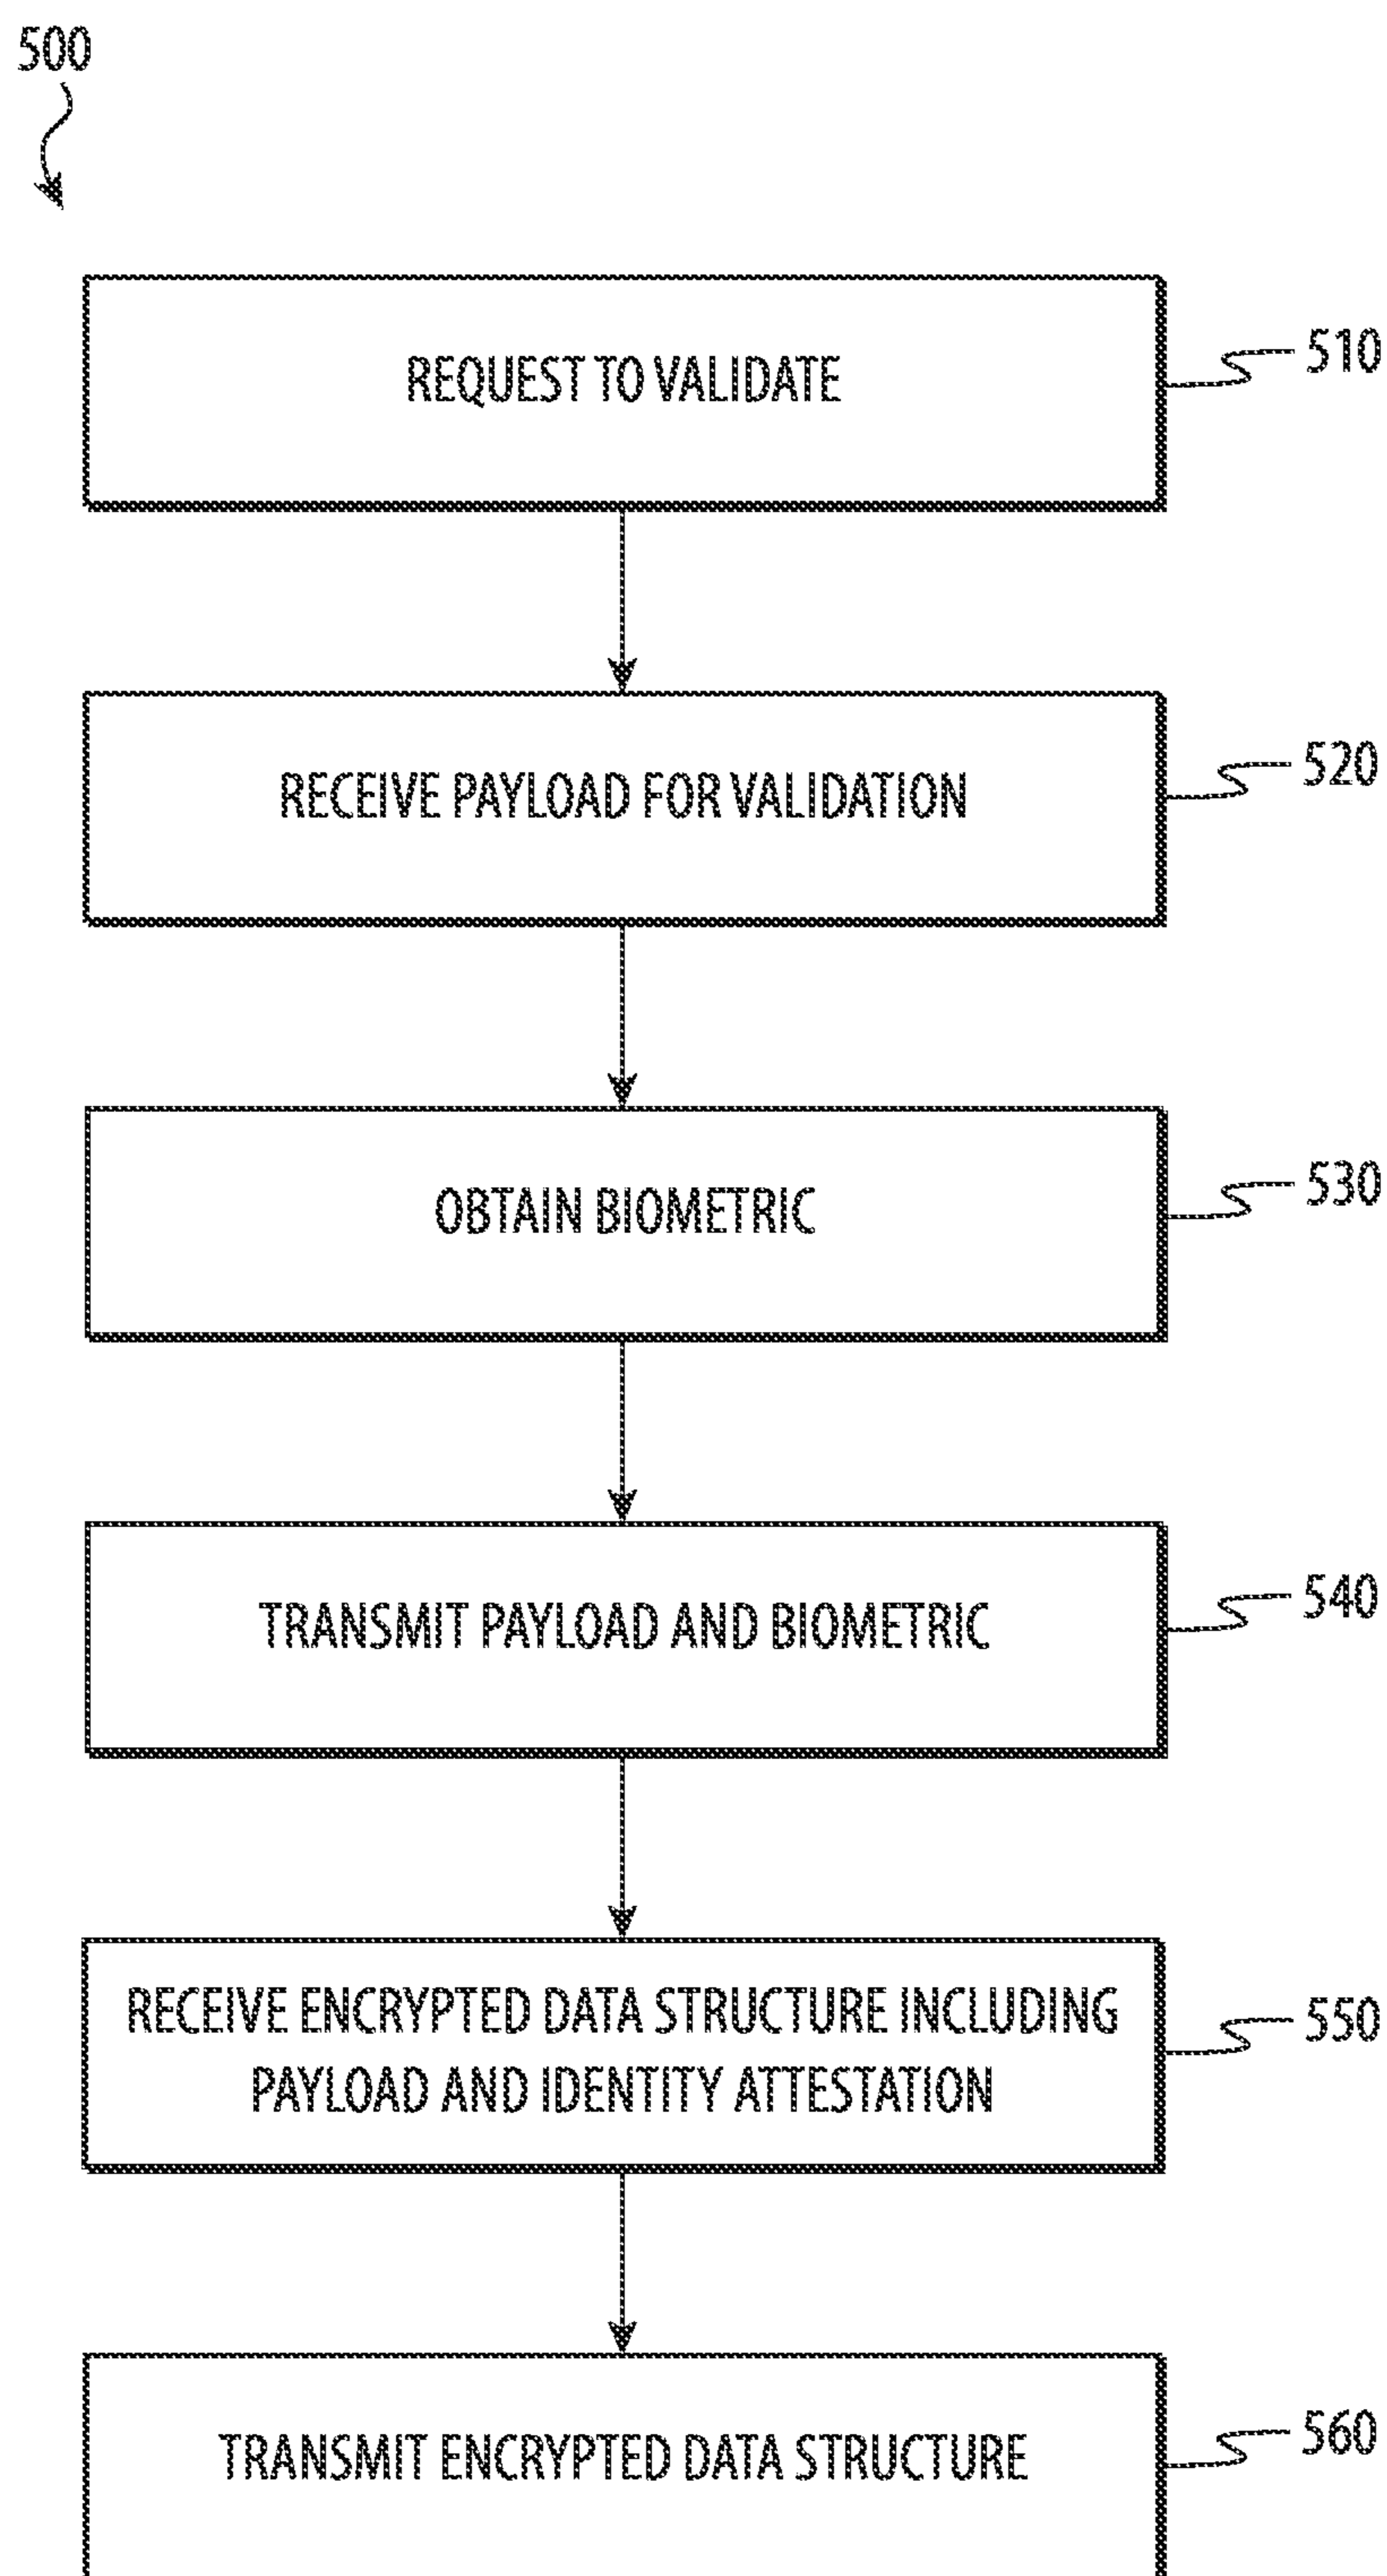 500
REQUEST TO VALIDATE
510
RECEIVE PAYLOAD FOR VALIDATION
520
OBTAIN BIOMETRIC
530
TRANSMIT PAYLOAD AND BIOMETRIC
540
RECEIVE ENCRYPTED DATA STRUCTURE INCLUDING
PAYLOAD AND IDENTITY ATTESTATION
550
TRANSMIT ENCRYPTED DATA STRUCTURE
560